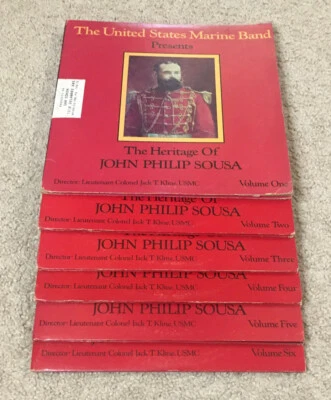 The United States Marine Band
Presents
The Heritage Of
JOHN PHILIP SOUSA
Director: Lieutenant Colonel Jack T. Kline, USMC Volume One
The Heritage Of
JOHN PHILIP SOUSA
Director: Lieutenant Colonel Jack T. Kline, USMC Volume Two
JOHN PHILIP SOUSA
Director: Lieutenant Colonel Jack T. Kline, USMC Volume Three
JOHN PHILIP SOUSA
Director: Lieutenant Colonel Jack T. Kline, USMC Volume Four
JOHN PHILIP SOUSA
Director: Lieutenant Colonel Jack T. Kline, USMC Volume Five
Director: Lieutenant Colonel Jack T. Kline, USMC Volume Six